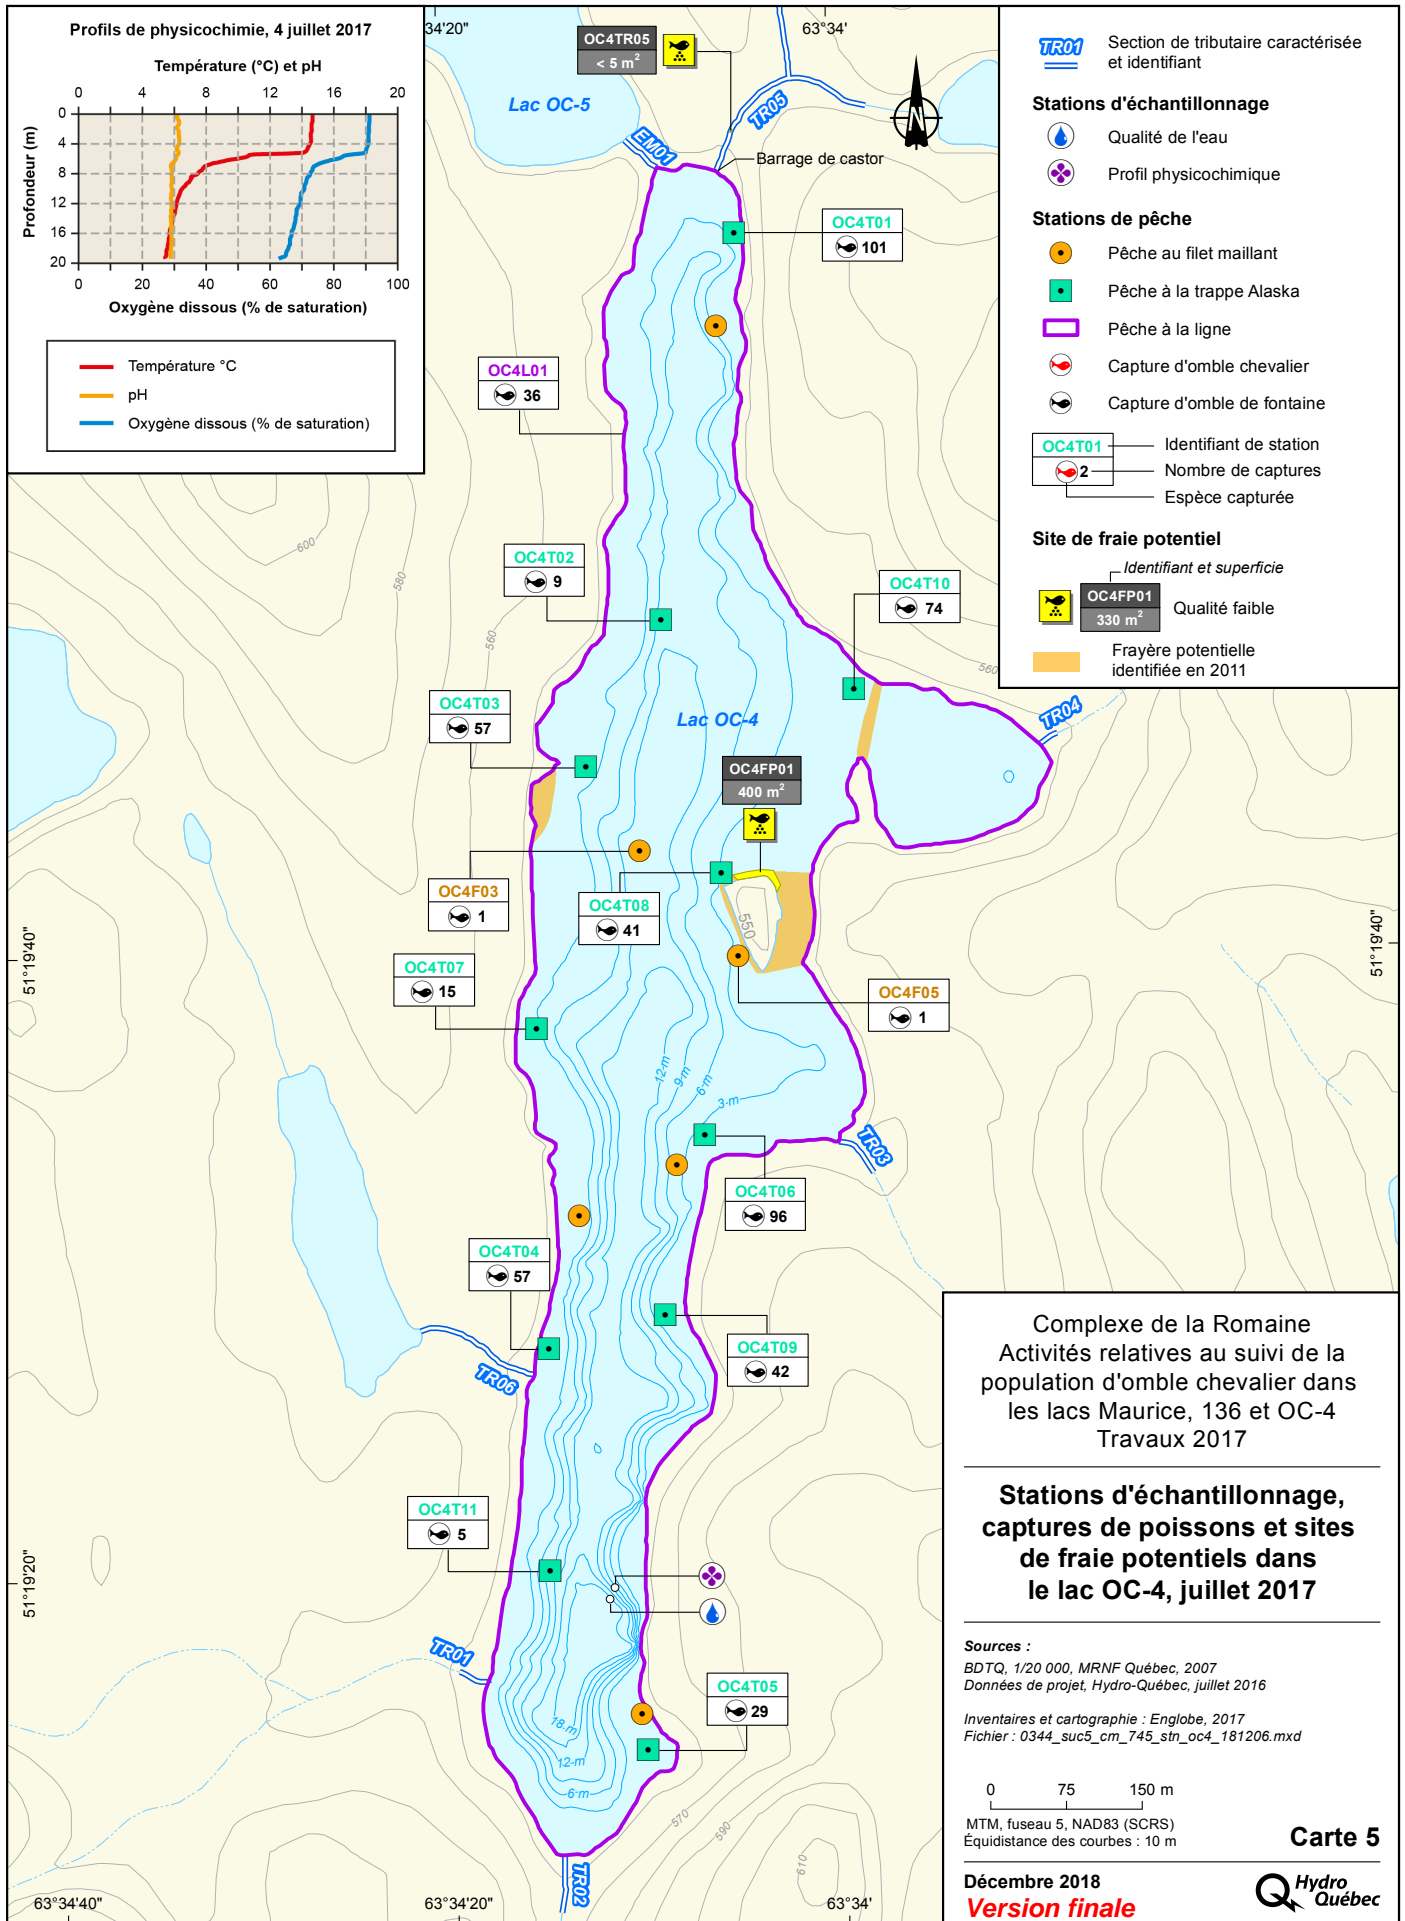 Profils de physicochimie, 4 juillet 2017
Température (°C) et pH
0 4 8 12 16 20
Profondeur (m)
0
4
8
12
16
20
0 20 40 60 80 100
Oxygène dissous (% de saturation)
Température °C
pH
Oxygène dissous (% de saturation)
34'20"
63°34'
OC4TR05
< 5 m²
Lac OC-5
TR05
EM01
Barrage de castor
N
OC4T01
101
OC4L01
36
600
580
560
OC4T02
9
OC4T10
74
560
OC4T03
57
Lac OC-4
TR04
OC4FP01
400 m²
OC4F03
1
OC4T08
41
550
51°19'40"
51°19'40"
OC4T07
15
OC4F05
1
12 m
9 m
6 m
3 m
TR03
OC4T06
96
OC4T04
57
OC4T09
42
TR06
OC4T11
5
51°19'20"
TR01
OC4T05
29
18 m
12 m
6 m
570
590
610
TR02
63°34'40"
63°34'20"
63°34'
TR01
Section de tributaire caractérisée
et identifiant
Stations d'échantillonnage
Qualité de l'eau
Profil physicochimique
Stations de pêche
Pêche au filet maillant
Pêche à la trappe Alaska
Pêche à la ligne
Capture d'omble chevalier
Capture d'omble de fontaine
OC4T01
2
Identifiant de station
Nombre de captures
Espèce capturée
Site de fraie potentiel
Identifiant et superficie
OC4FP01
330 m²
Qualité faible
Frayère potentielle
identifiée en 2011
Complexe de la Romaine
Activités relatives au suivi de la
population d'omble chevalier dans
les lacs Maurice, 136 et OC-4
Travaux 2017
Stations d'échantillonnage,
captures de poissons et sites
de fraie potentiels dans
le lac OC-4, juillet 2017
Sources :
BDTQ, 1/20 000, MRNF Québec, 2007
Données de projet, Hydro-Québec, juillet 2016
Inventaires et cartographie : Englobe, 2017
Fichier : 0344_suc5_cm_745_stn_oc4_181206.mxd
0 75 150 m
MTM, fuseau 5, NAD83 (SCRS)
Équidistance des courbes : 10 m
Carte 5
Décembre 2018
Version finale
Hydro
Québec